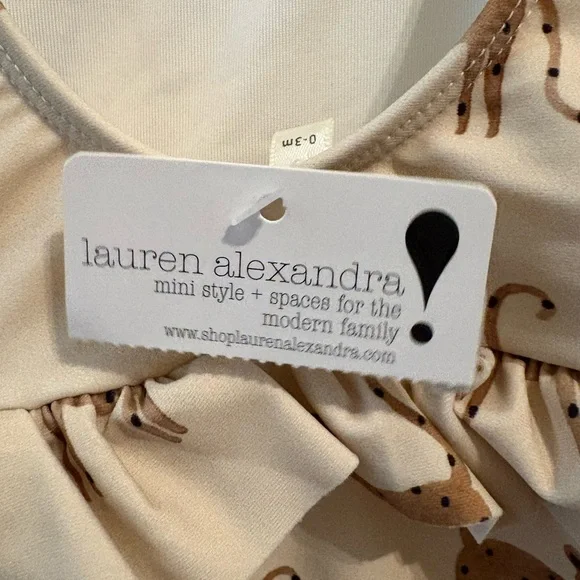 0-3m
lauren alexandra
mini style + spaces for the
modern family
www.shoplaurenalexandra.com